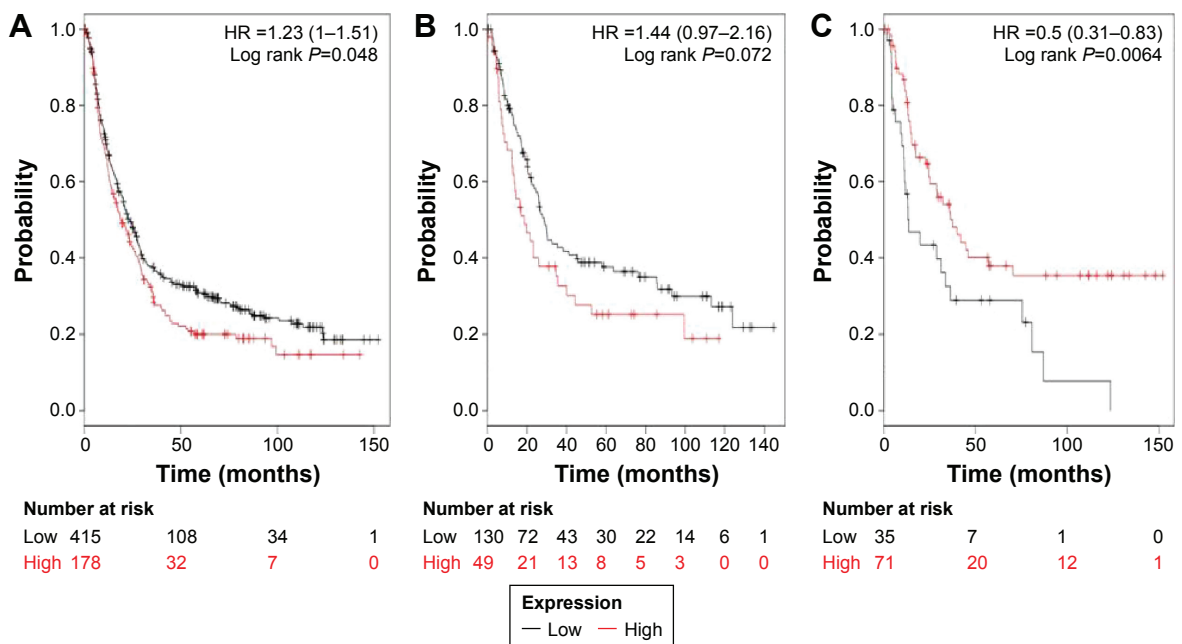 A
HR =1.23 (1–1.51)
Log rank P=0.048
Probability
1.0
0.8
0.6
0.4
0.2
0.0
0 50 100 150
Time (months)
Number at risk
Low 415 108 34 1
High 178 32 7 0
B
HR =1.44 (0.97–2.16)
Log rank P=0.072
Probability
1.0
0.8
0.6
0.4
0.2
0.0
0 20 40 60 80 100 120 140
Time (months)
Number at risk
Low 130 72 43 30 22 14 6 1
High 49 21 13 8 5 3 0 0
C
HR =0.5 (0.31–0.83)
Log rank P=0.0064
Probability
1.0
0.8
0.6
0.4
0.2
0.0
0 50 100 150
Time (months)
Number at risk
Low 35 7 1 0
High 71 20 12 1
Expression
Low High